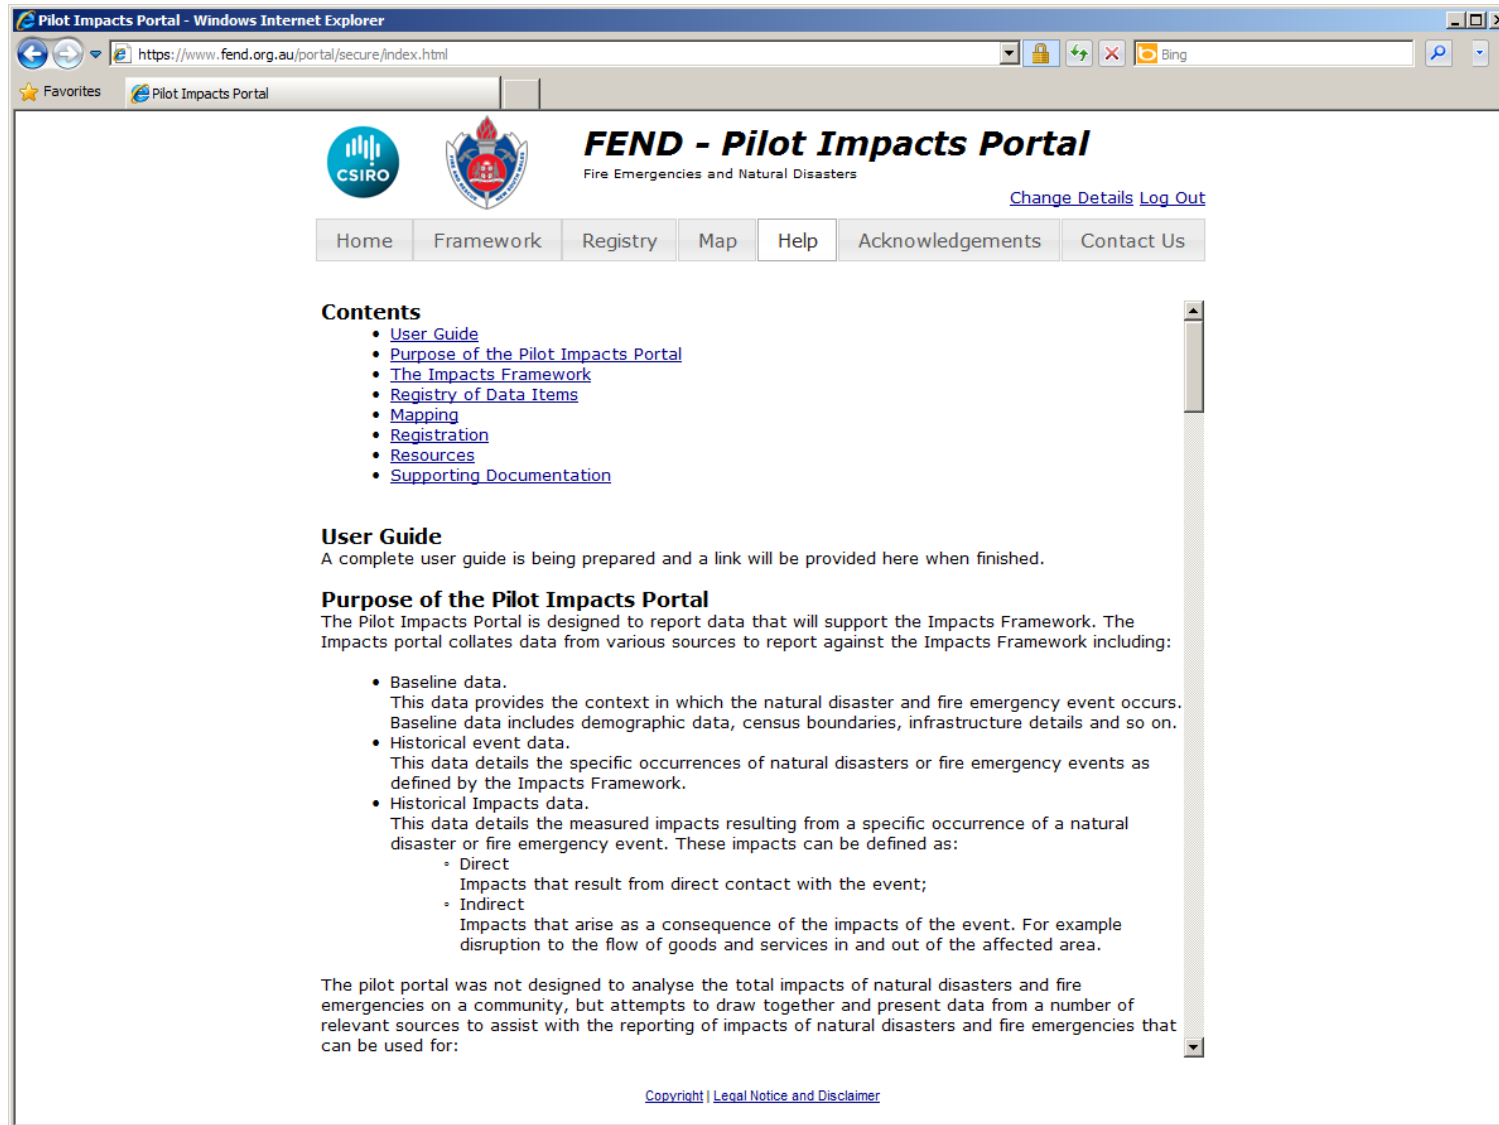 Pilot Impacts Portal - Windows Internet Explorer
https://www.fend.org.au/portal/secure/index.html
Bing
Favorites
Pilot Impacts Portal
CSIRO
FIRE AND RESCUE NEW SOUTH WALES
FEND - Pilot Impacts Portal
Fire Emergencies and Natural Disasters
Change Details Log Out
Home Framework Registry Map Help Acknowledgements Contact Us
Contents
• User Guide
• Purpose of the Pilot Impacts Portal
• The Impacts Framework
• Registry of Data Items
• Mapping
• Registration
• Resources
• Supporting Documentation
User Guide
A complete user guide is being prepared and a link will be provided here when finished.
Purpose of the Pilot Impacts Portal
The Pilot Impacts Portal is designed to report data that will support the Impacts Framework. The
Impacts portal collates data from various sources to report against the Impacts Framework including:
• Baseline data.
This data provides the context in which the natural disaster and fire emergency event occurs.
Baseline data includes demographic data, census boundaries, infrastructure details and so on.
• Historical event data.
This data details the specific occurrences of natural disasters or fire emergency events as
defined by the Impacts Framework.
• Historical Impacts data.
This data details the measured impacts resulting from a specific occurrence of a natural
disaster or fire emergency event. These impacts can be defined as:
◦ Direct
Impacts that result from direct contact with the event;
◦ Indirect
Impacts that arise as a consequence of the impacts of the event. For example
disruption to the flow of goods and services in and out of the affected area.
The pilot portal was not designed to analyse the total impacts of natural disasters and fire
emergencies on a community, but attempts to draw together and present data from a number of
relevant sources to assist with the reporting of impacts of natural disasters and fire emergencies that
can be used for:
Copyright | Legal Notice and Disclaimer